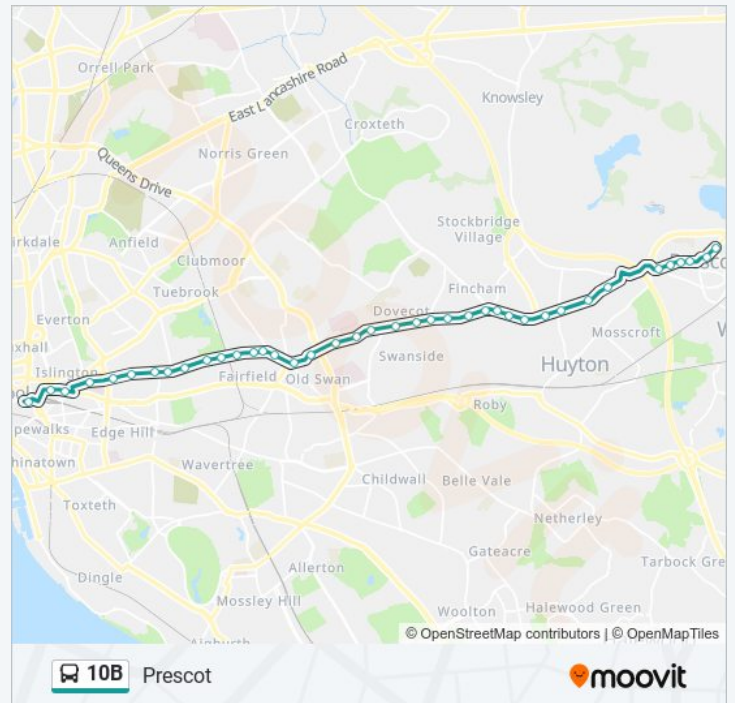 Orrell Park
East Lancashire Road
Knowsley
Croxteth
Norris Green
Queens Drive
Stockbridge
Village
irkdale
Anfield
Clubmoor
Tuebrook
Fincham
Dovecot
Everton
Mosscroft
xhall
Islington
Swanside
Huyton
Fairfield
Old Swan
Roby
pewalks
Edge Hill
hinatown
Wavertree
Childwall
Belle Vale
Toxteth
Netherley
Gateacre
Tarbock Gre
Dingle
Allerton
Mossley Hill
Woolton
Halewood Green
© OpenStreetMap contributors | © OpenMapTiles
10B Prescot
moovit